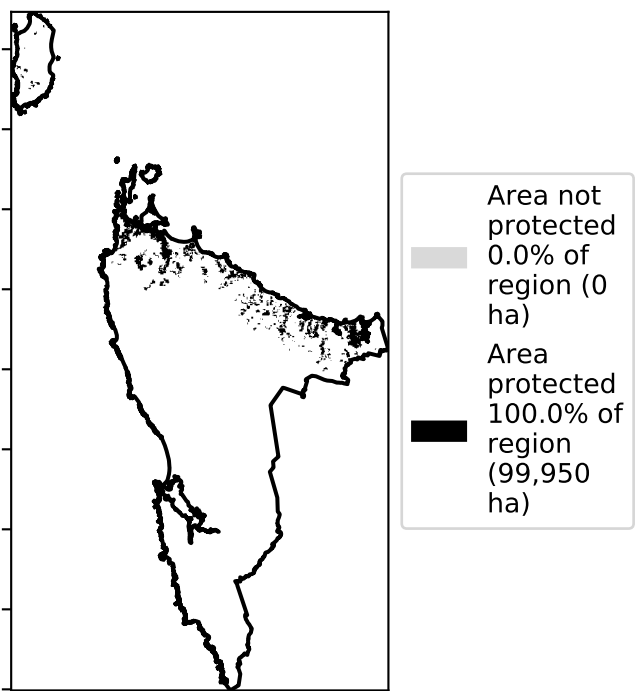 Area not
protected
0.0% of
region (0
ha)
Area
protected
100.0% of
region
(99,950
ha)